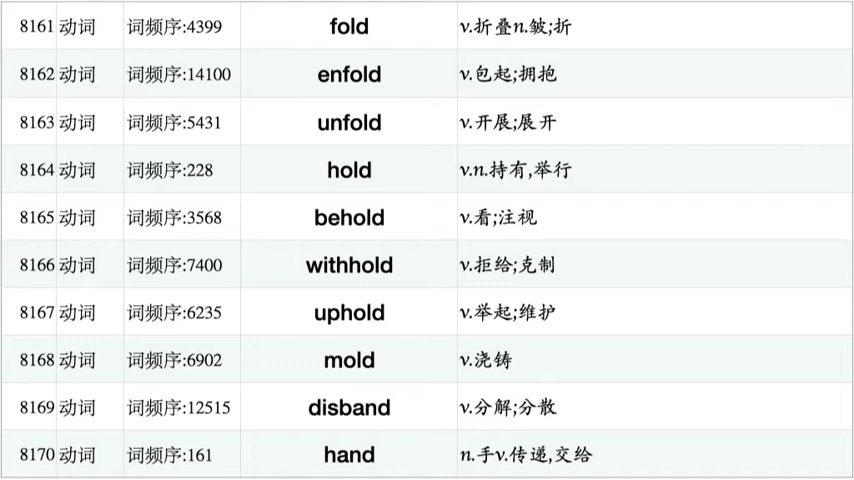 8161 动词 词频序:4399 fold v.折叠n.皱;折
8162 动词 词频序:14100 enfold v.包起;拥抱
8163 动词 词频序:5431 unfold v.开展;展开
8164 动词 词频序:228 hold v.n.持有,举行
8165 动词 词频序:3568 behold v.看;注视
8166 动词 词频序:7400 withhold v.拒给;克制
8167 动词 词频序:6235 uphold v.举起;维护
8168 动词 词频序:6902 mold v.浇铸
8169 动词 词频序:12515 disband v.分解;分散
8170 动词 词频序:161 hand n.手v.传递,交给